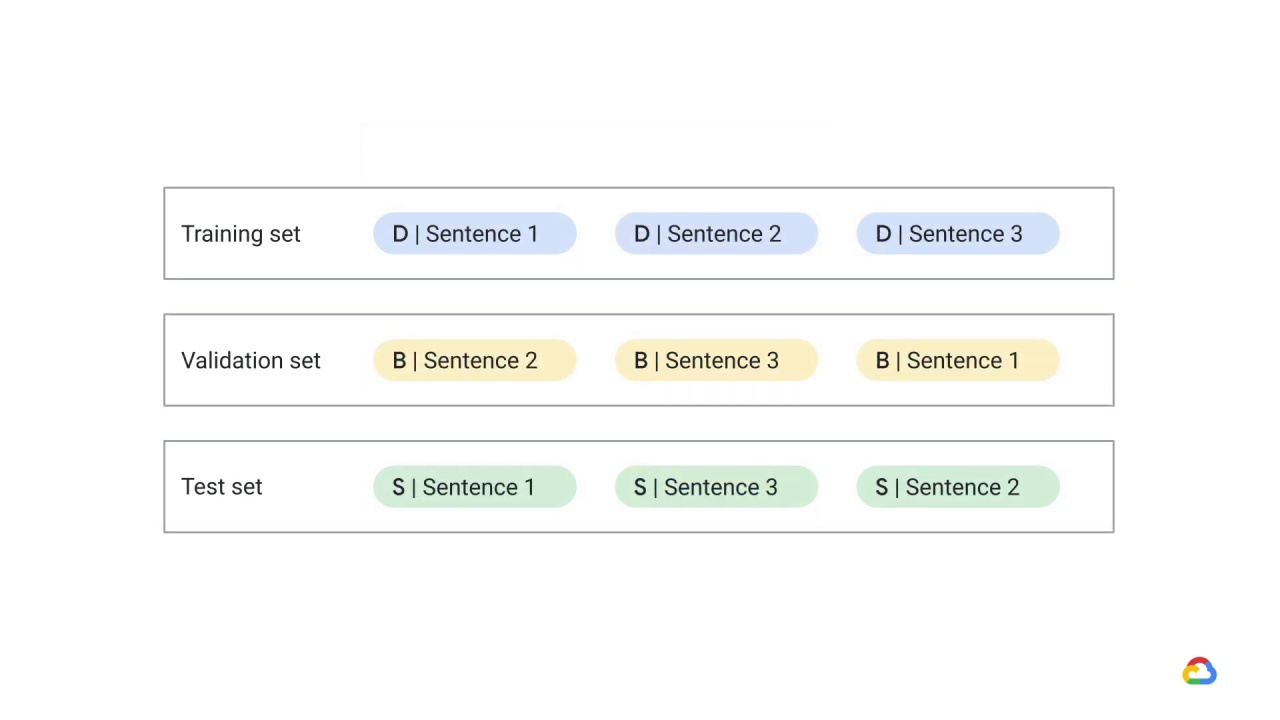 Training set D | Sentence 1 D | Sentence 2 D | Sentence 3
Validation set B | Sentence 2 B | Sentence 3 B | Sentence 1
Test set S | Sentence 1 S | Sentence 3 S | Sentence 2